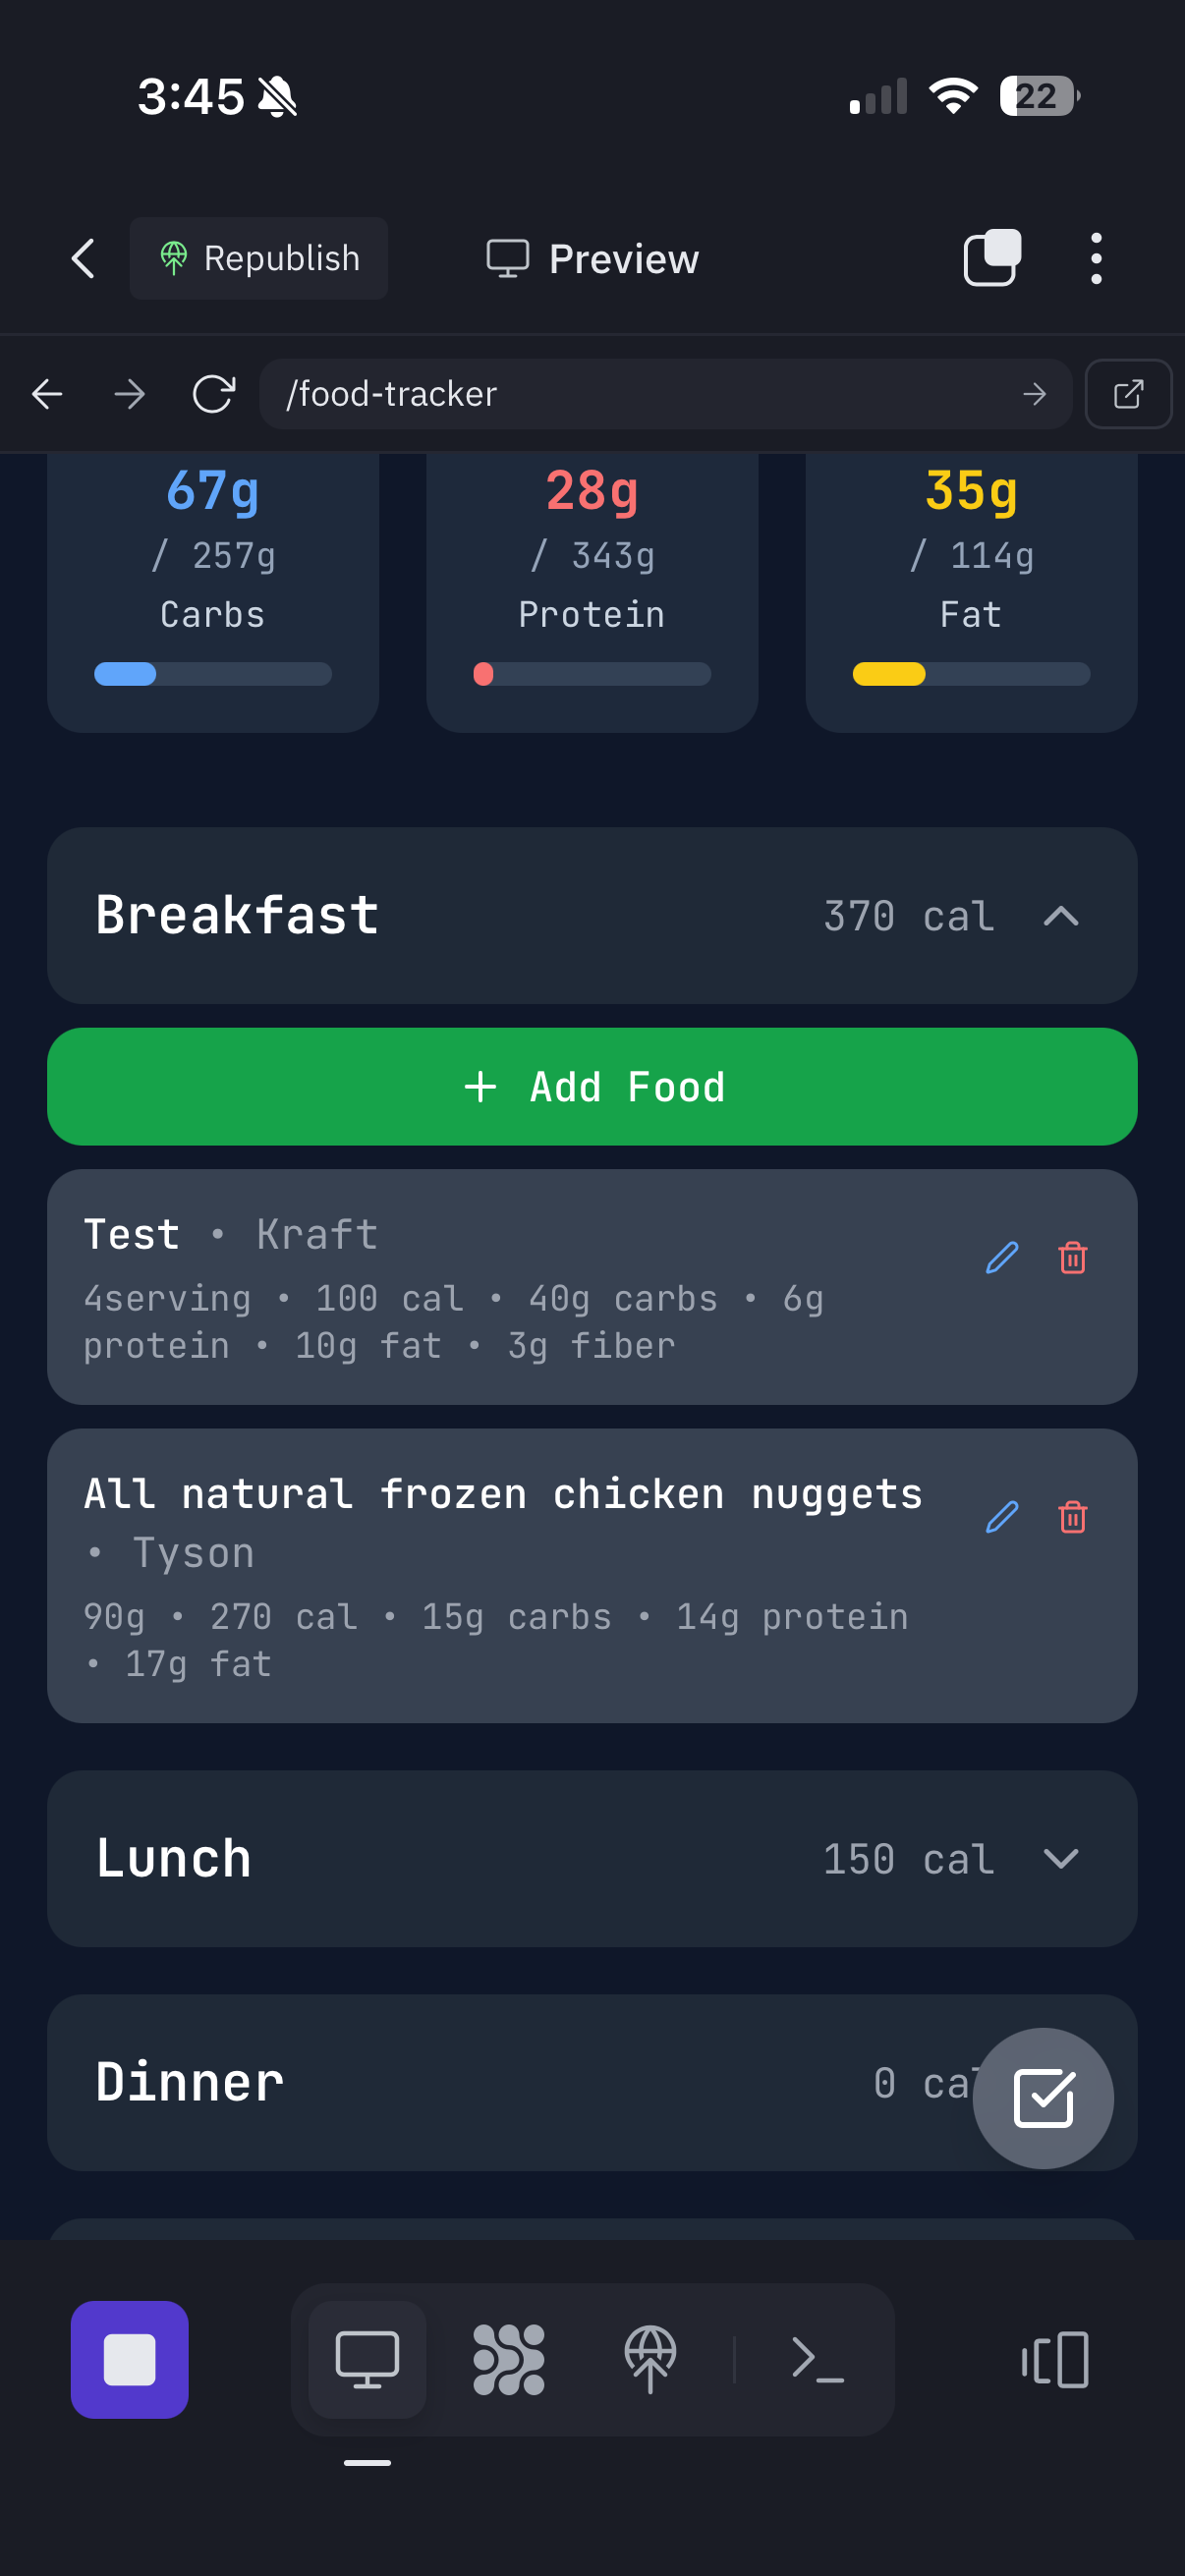 3:45 22
Republish Preview
/food-tracker
67g 28g 35g
/ 257g / 343g / 114g
Carbs Protein Fat
Breakfast 370 cal
+ Add Food
Test • Kraft
4serving • 100 cal • 40g carbs • 6g
protein • 10g fat • 3g fiber
All natural frozen chicken nuggets
• Tyson
90g • 270 cal • 15g carbs • 14g protein
• 17g fat
Lunch 150 cal
Dinner 0 cal